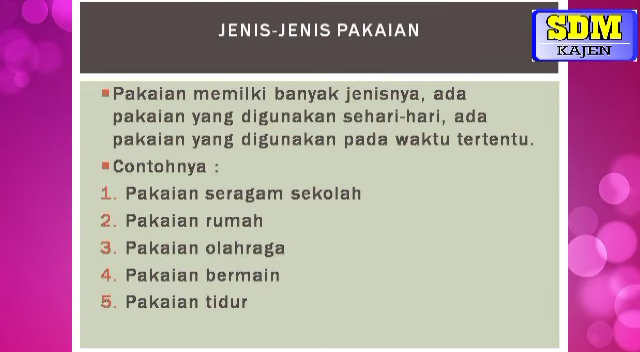 JENIS-JENIS PAKAIAN
SDM
KAJEN
Pakaian memilki banyak jenisnya, ada
pakaian yang digunakan sehari-hari, ada
pakaian yang digunakan pada waktu tertentu.
Contohnya :
1. Pakaian seragam sekolah
2. Pakaian rumah
3. Pakaian olahraga
4. Pakaian bermain
5. Pakaian tidur